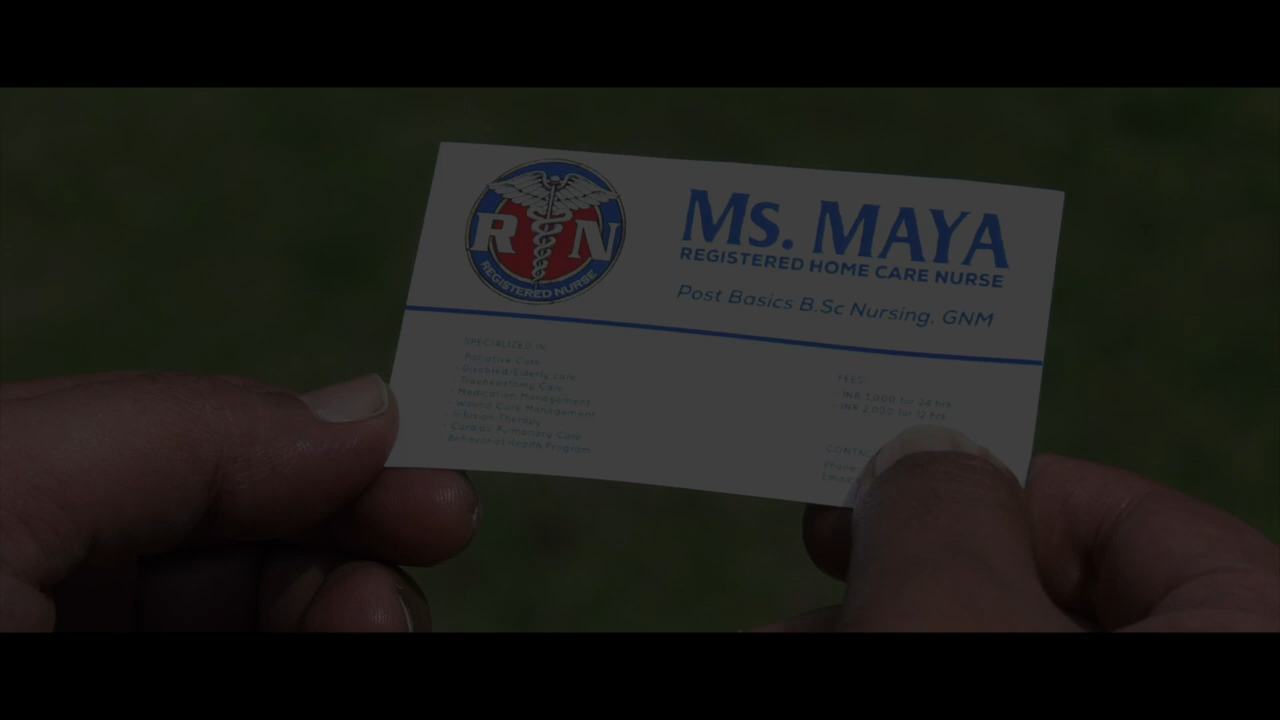 R N
REGISTERED NURSE
Ms. MAYA
REGISTERED HOME CARE NURSE
Post Basics B.Sc Nursing, GNM
SPECIALIZED IN:
- Palliative Care
- Disabled/Elderly care
- Tracheostomy Care
- Medication Management
- Wound Care Management
- Infusion Therapy
- Cardiac Pulmonary Care
- Behavioral Health Program
FEES:
- INR 1,000 for 24 hrs
- INR 2,000 for 12 hrs
Phone